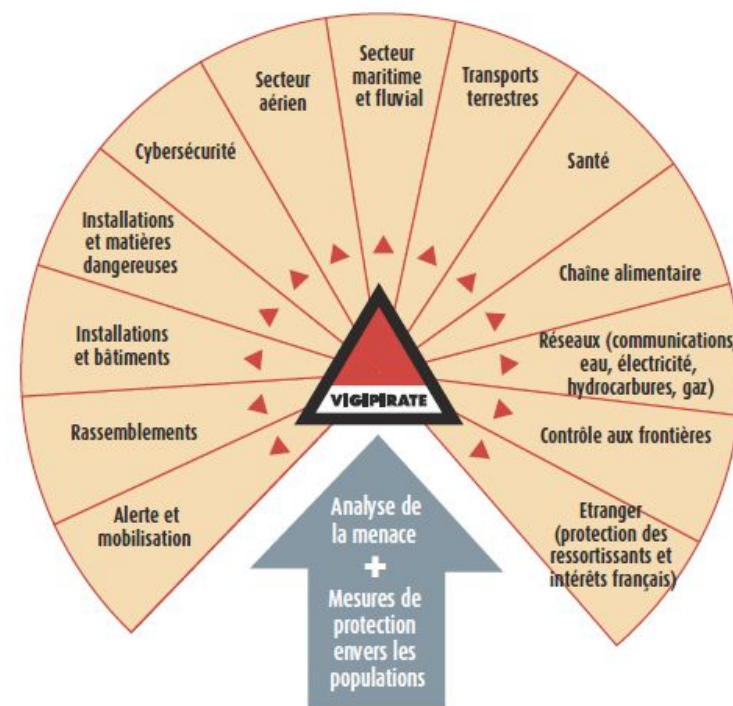 Alerte et
mobilisation
Rassemblements
Installations
et bâtiments
Installations
et matières
dangereuses
Cybersécurité
Secteur
aérien
Secteur
maritime
et fluvial
Transports
terrestres
Santé
Chaîne alimentaire
Réseaux (communications,
eau, électricité,
hydrocarbures, gaz)
Contrôle aux frontières
Etranger
(protection des
ressortissants et
intérêts français)
VIGIPIRATE
Analyse de
la menace
+
Mesures de
protection
envers les
populations